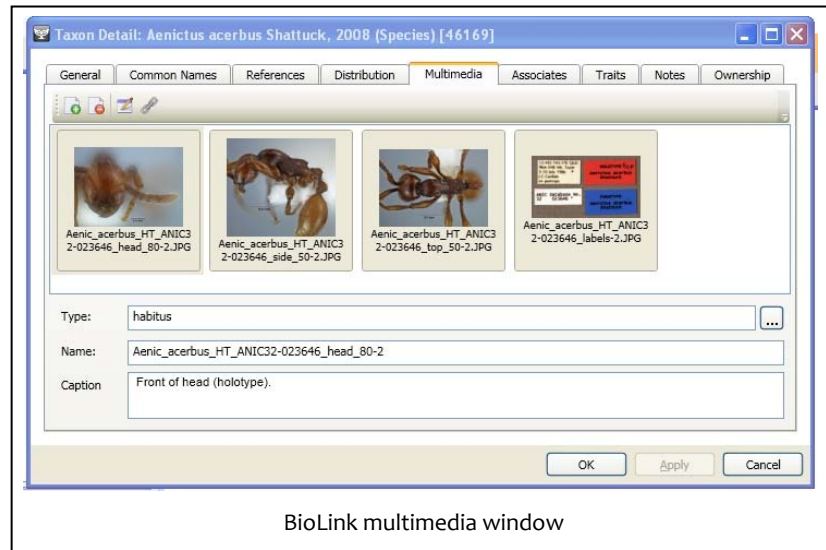 Taxon Detail: Aenictus acerbus Shattuck, 2008 (Species) [46169]
General Common Names References Distribution Multimedia Associates Traits Notes Ownership
Aenic_acerbus_HT_ANIC3
2-023646_head_80-2.JPG
Aenic_acerbus_HT_ANIC3
2-023646_side_50-2.JPG
Aenic_acerbus_HT_ANIC3
2-023646_top_50-2.JPG
Aenic_acerbus_HT_ANIC3
2-023646_labels-2.JPG
Type: habitus ...
Name: Aenic_acerbus_HT_ANIC32-023646_head_80-2
Caption Front of head (holotype).
OK Apply Cancel
BioLink multimedia window